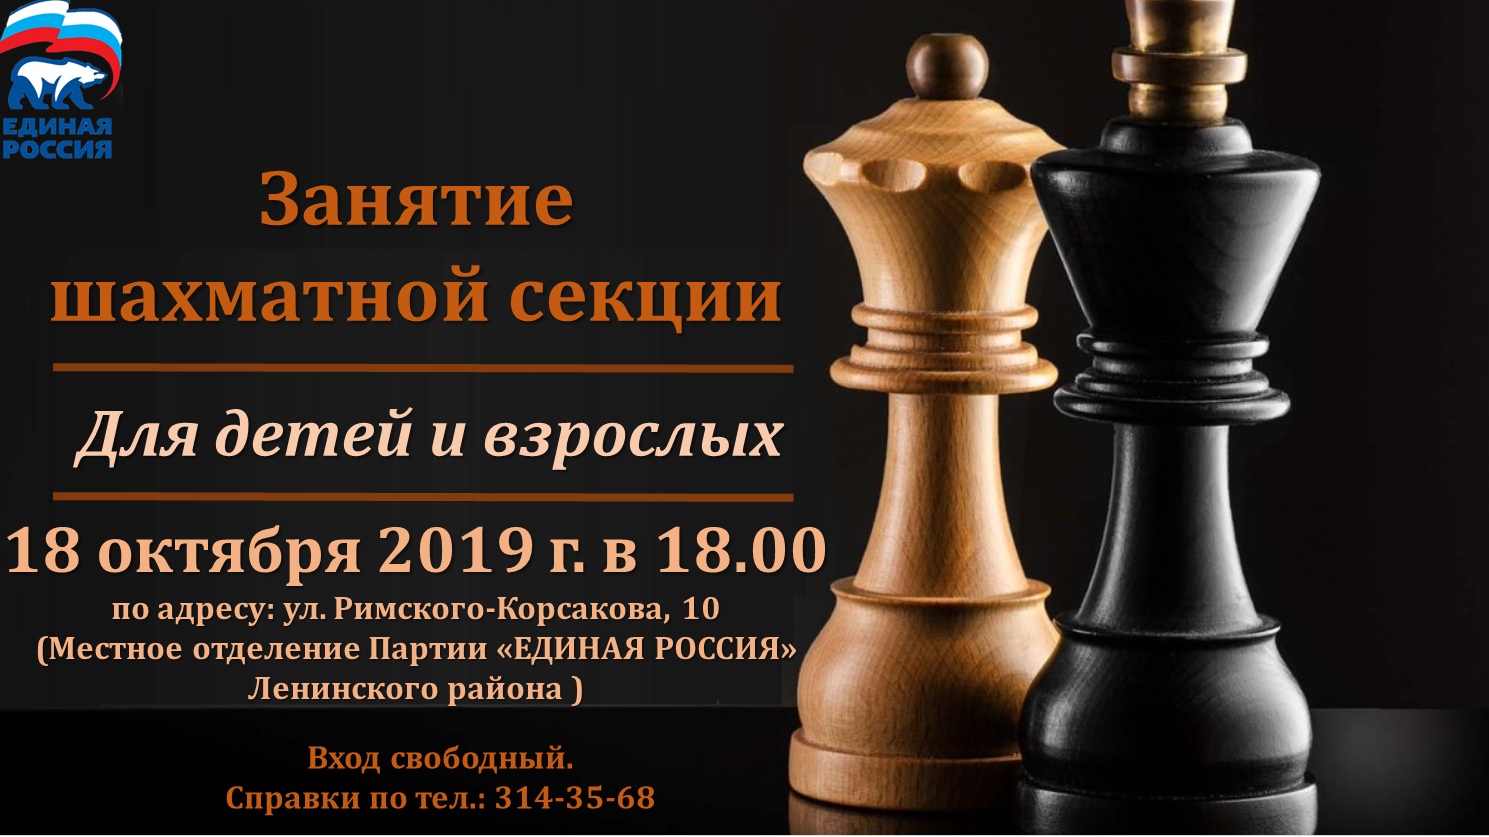 ЕДИНАЯ
РОССИЯ
Занятие
шахматной секции
Для детей и взрослых
18 октября 2019 г. в 18.00
по адресу: ул. Римского-Корсакова, 10
(Местное отделение Партии «ЕДИНАЯ РОССИЯ»
Ленинского района )
Вход свободный.
Справки по тел.: 314-35-68